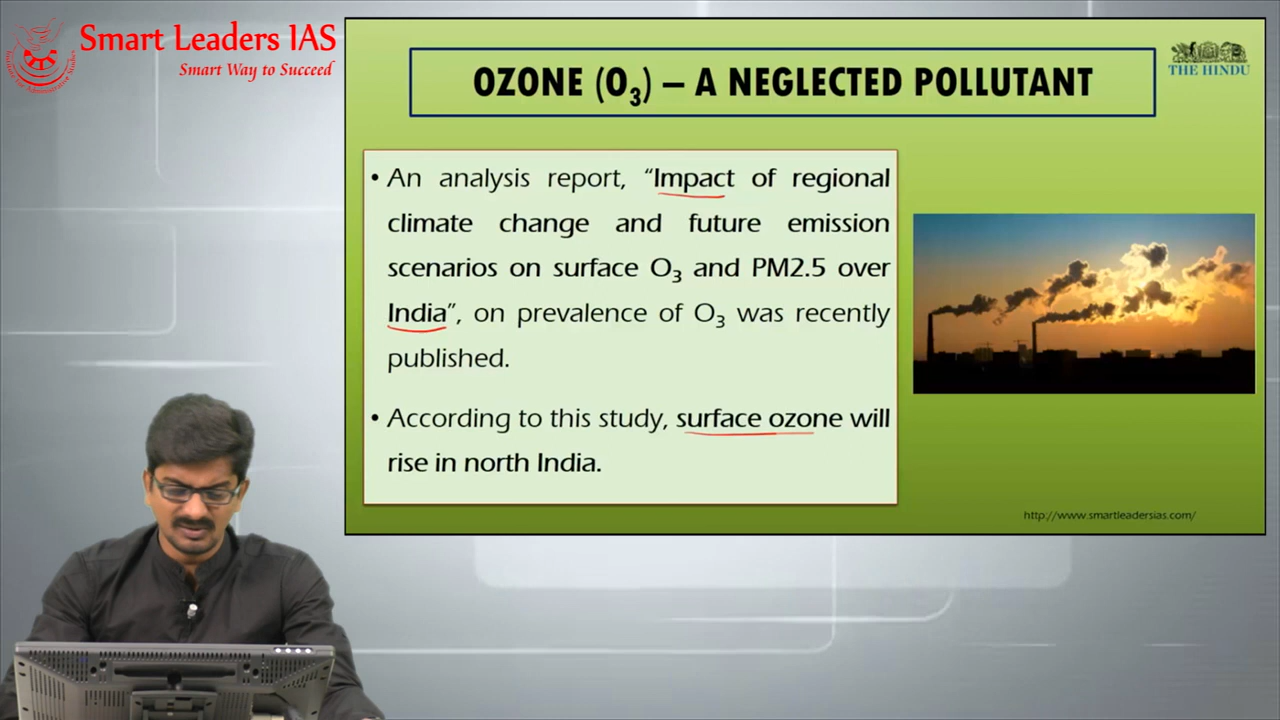 Smart Leaders IAS
Smart Way to Succeed
OZONE (O₃) – A NEGLECTED POLLUTANT
THE HINDU
• An analysis report, “Impact of regional
climate change and future emission
scenarios on surface O₃ and PM2.5 over
India”, on prevalence of O₃ was recently
published.
• According to this study, surface ozone will
rise in north India.
http://www.smartleadersias.com/